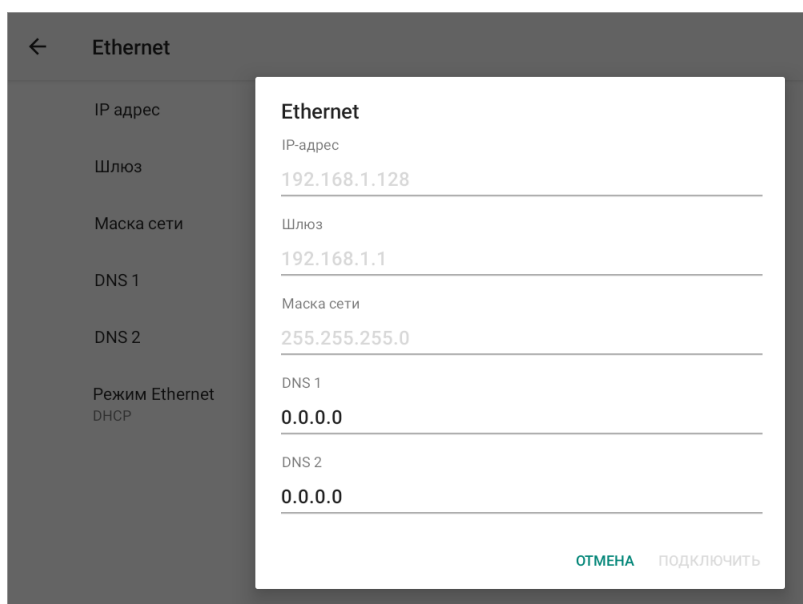 Ethernet
IP адрес
Шлюз
Маска сети
DNS 1
DNS 2
Режим Ethernet
DHCP
Ethernet
IP-адрес
192.168.1.128
Шлюз
192.168.1.1
Маска сети
255.255.255.0
DNS 1
0.0.0.0
DNS 2
0.0.0.0
ОТМЕНА ПОДКЛЮЧИТЬ